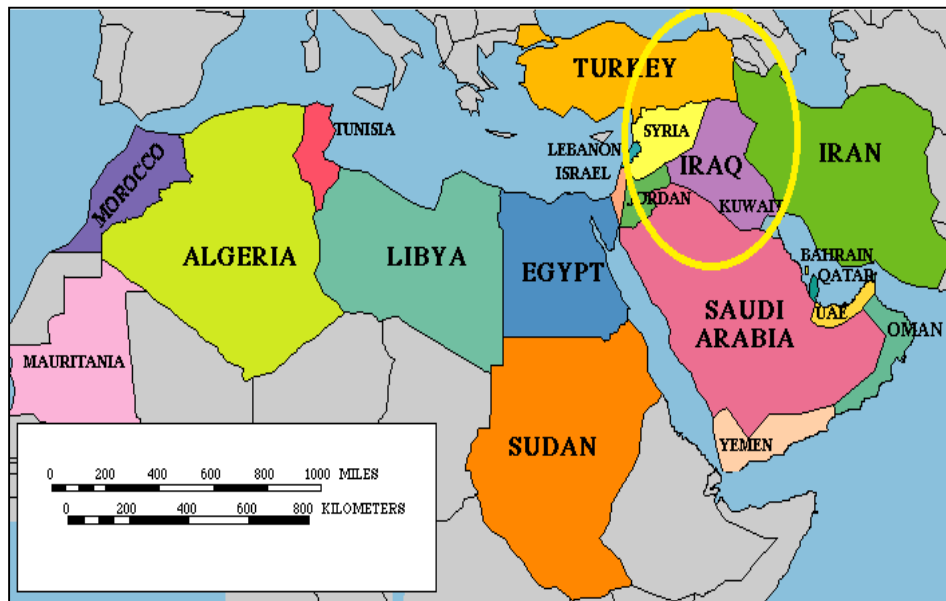 TURKEY
TUNISIA
SYRIA
LEBANON
IRAN
IRAQ
ISRAEL
MOROCCO
JORDAN
KUWAIT
ALGERIA
LIBYA
EGYPT
BAHRAIN
QATAR
SAUDI
ARABIA
UAE
OMAN
MAURITANIA
SUDAN
YEMEN
0 200 400 600 800 1000 MILES
0 200 400 600 800 KILOMETERS